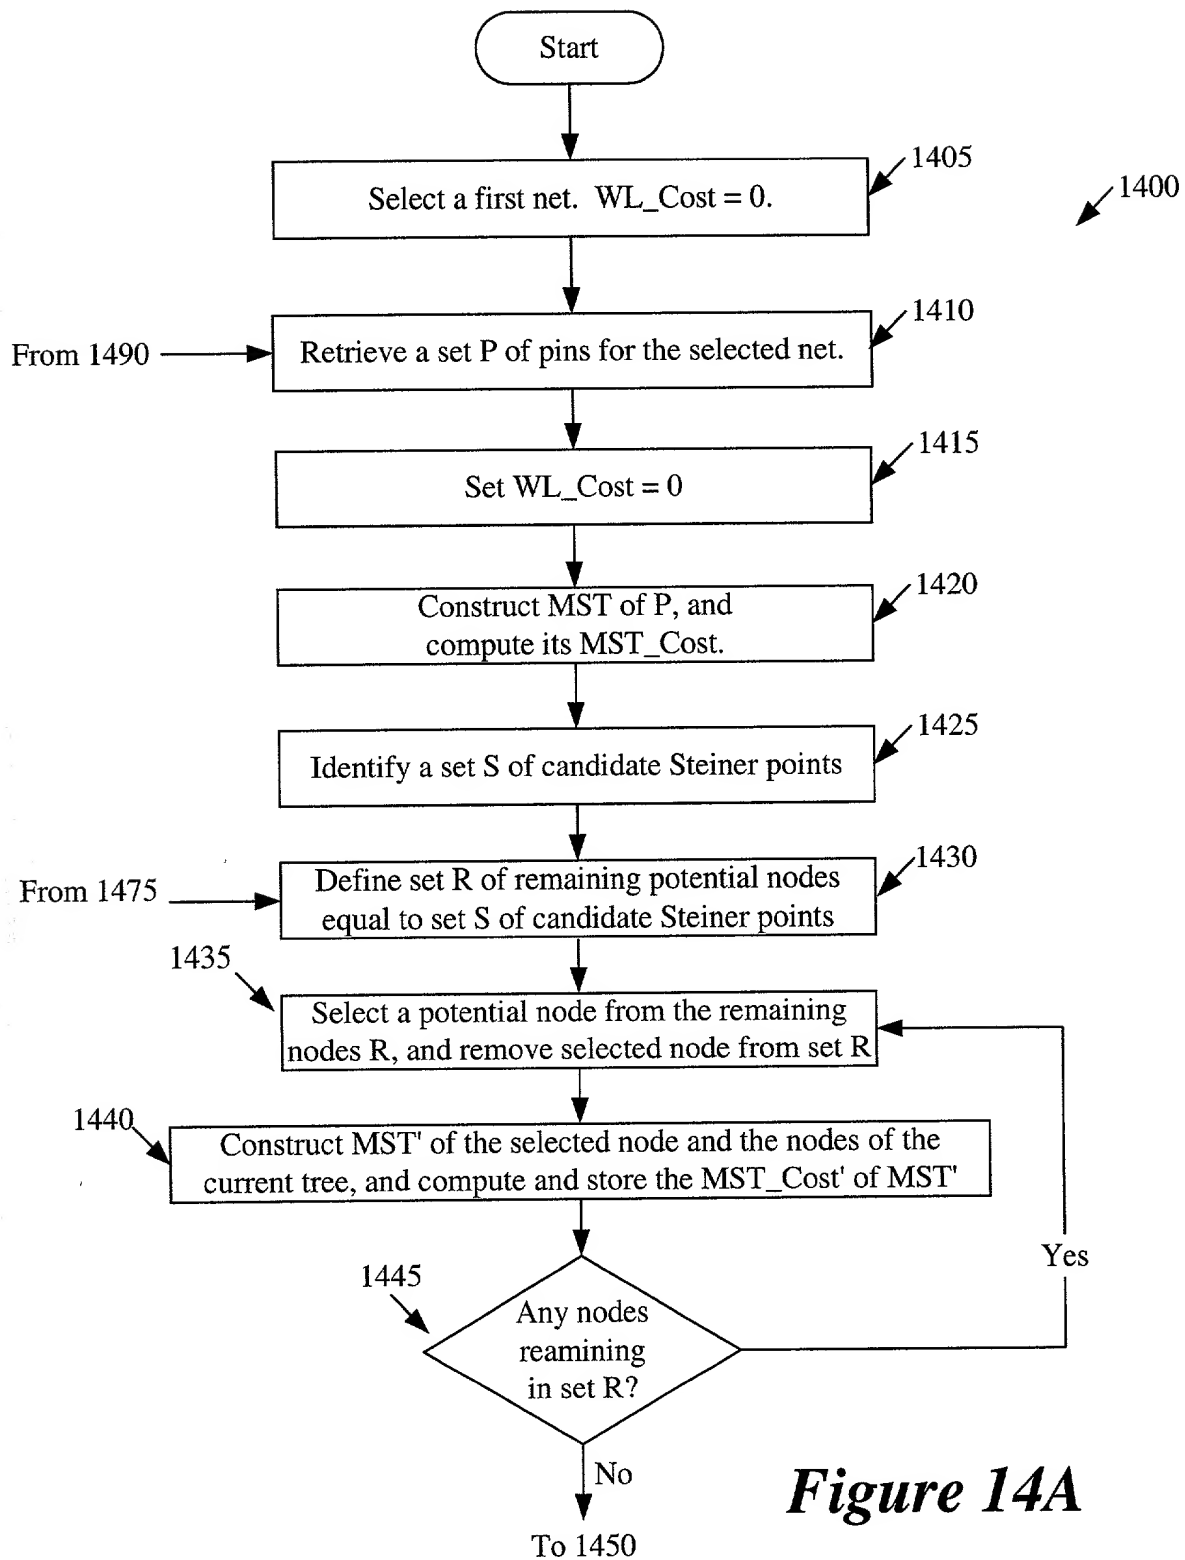 Start
1405
Select a first net. WL_Cost = 0.
1400
1410
From 1490
Retrieve a set P of pins for the selected net.
1415
Set WL_Cost = 0
1420
Construct MST of P, and
compute its MST_Cost.
1425
Identify a set S of candidate Steiner points
1430
From 1475
Define set R of remaining potential nodes
equal to set S of candidate Steiner points
1435
Select a potential node from the remaining
nodes R, and remove selected node from set R
1440
Construct MST' of the selected node and the nodes of the
current tree, and compute and store the MST_Cost' of MST'
Yes
1445
Any nodes
reamining
in set R?
No
Figure 14A
To 1450